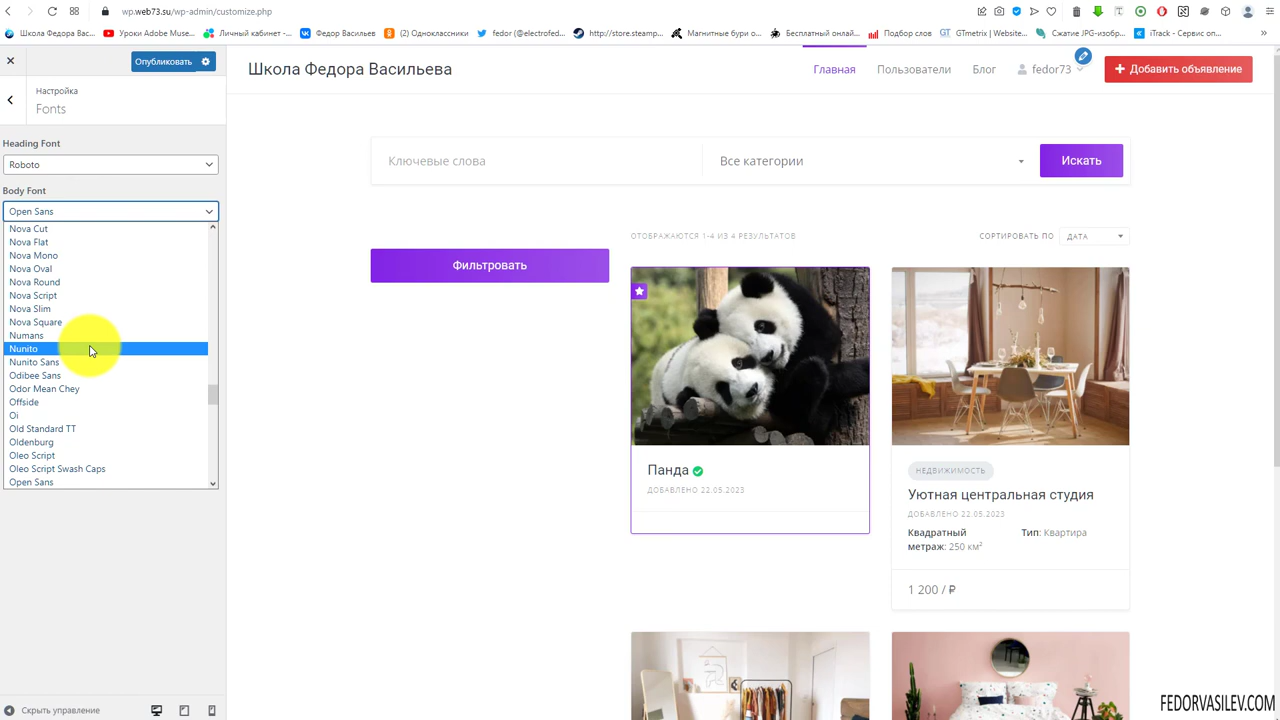 wp.web73.su/wp-admin/customize.php
Школа Федора Вас...
Уроки Adobe Muse...
Личный кабинет -...
Федор Васильев
(2) Одноклассники
fedor (@electrofed...
http://store.steamp...
Магнитные бури о...
Бесплатный онлай...
Подбор слов
GTmetrix | Website...
Сжатие JPG-изобр...
iTrack - Сервис оп...
Опубликовать
Настройка
Fonts
Heading Font
Roboto
Body Font
Open Sans
Nova Cut
Nova Flat
Nova Mono
Nova Oval
Nova Round
Nova Script
Nova Slim
Nova Square
Numans
Nunito
Nunito Sans
Odibee Sans
Odor Mean Chey
Offside
Oi
Old Standard TT
Oldenburg
Oleo Script
Oleo Script Swash Caps
Open Sans
Скрыть управление
Школа Федора Васильева
Главная
Пользователи
Блог
fedor73
Добавить объявление
Ключевые слова
Все категории
Искать
Фильтровать
ОТОБРАЖАЮТСЯ 1-4 ИЗ 4 РЕЗУЛЬТАТОВ
СОРТИРОВАТЬ ПО
ДАТА
Панда
ДОБАВЛЕНО 22.05.2023
НЕДВИЖИМОСТЬ
Уютная центральная студия
ДОБАВЛЕНО 22.05.2023
Квадратный метраж: 250 км²
Тип: Квартира
1 200 / ₽
FEDORVASILEV.COM